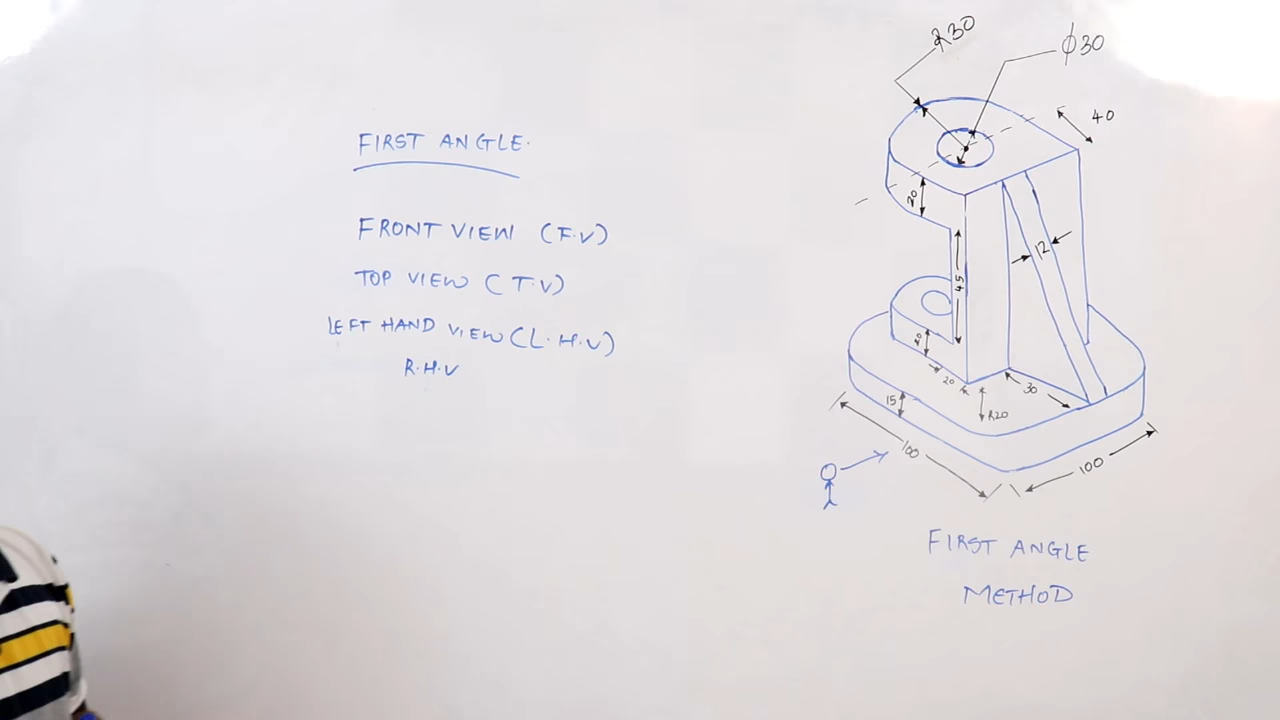 FIRST ANGLE.
FRONT VIEW (F.V)
TOP VIEW (T.V)
LEFT HAND VIEW (L.H.V)
R.H.V
R30
φ30
40
20
12
45
20
20
30
15
R20
100
100
FIRST ANGLE
METHOD